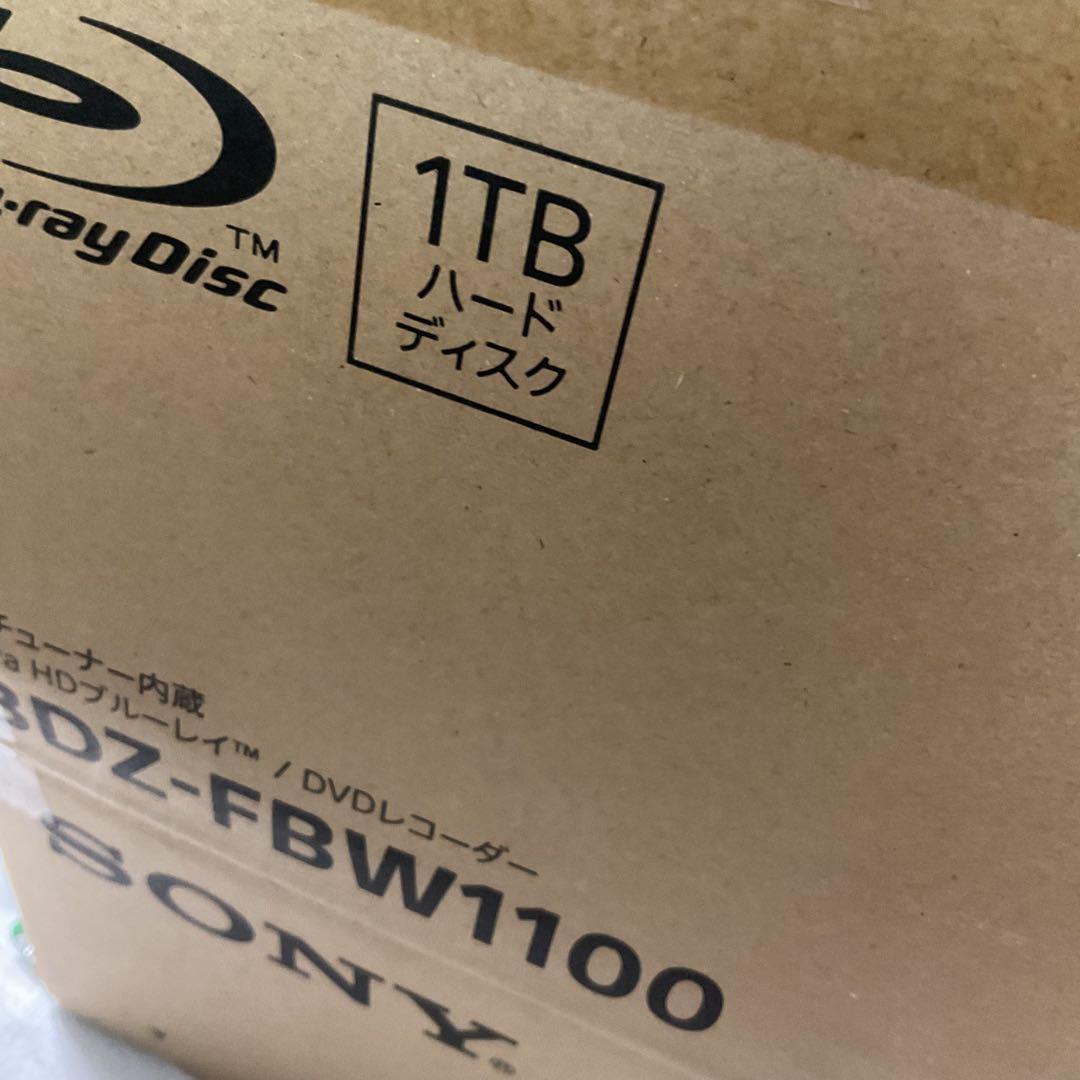 -ray Disc™
1TB
ハード
ディスク
チューナー内蔵
ra HDブルーレイ™ / DVDレコーダー
BDZ-FBW1100
SONY®